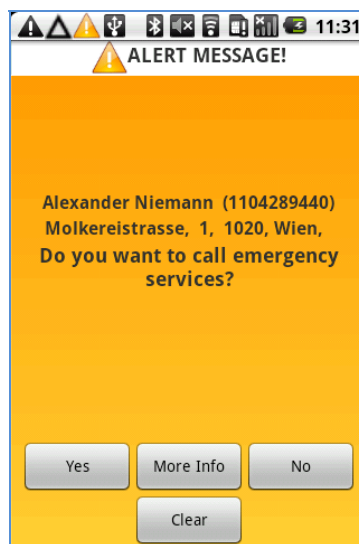 11:31
ALERT MESSAGE!
Alexander Niemann (1104289440)
Molkereistrasse, 1, 1020, Wien,
Do you want to call emergency
services?
Yes More Info No
Clear